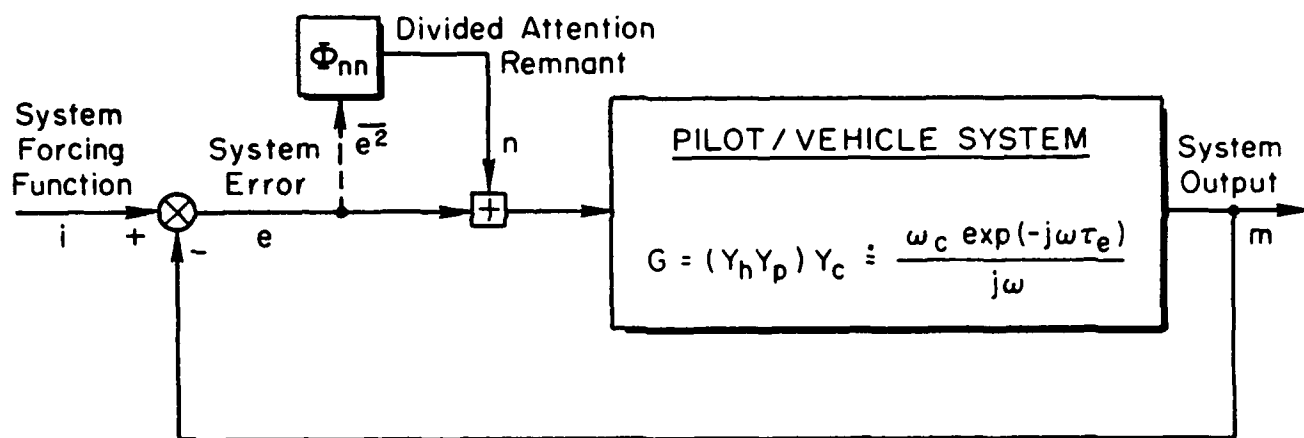 Divided Attention
Remnant
Φnn
System
Forcing
Function
System
Error
e̅²̅
n
PILOT / VEHICLE SYSTEM
System
Output
i
+
-
e
+
m
G = (YhYp) Yc ≐ ωc exp(-jωτe) / jω